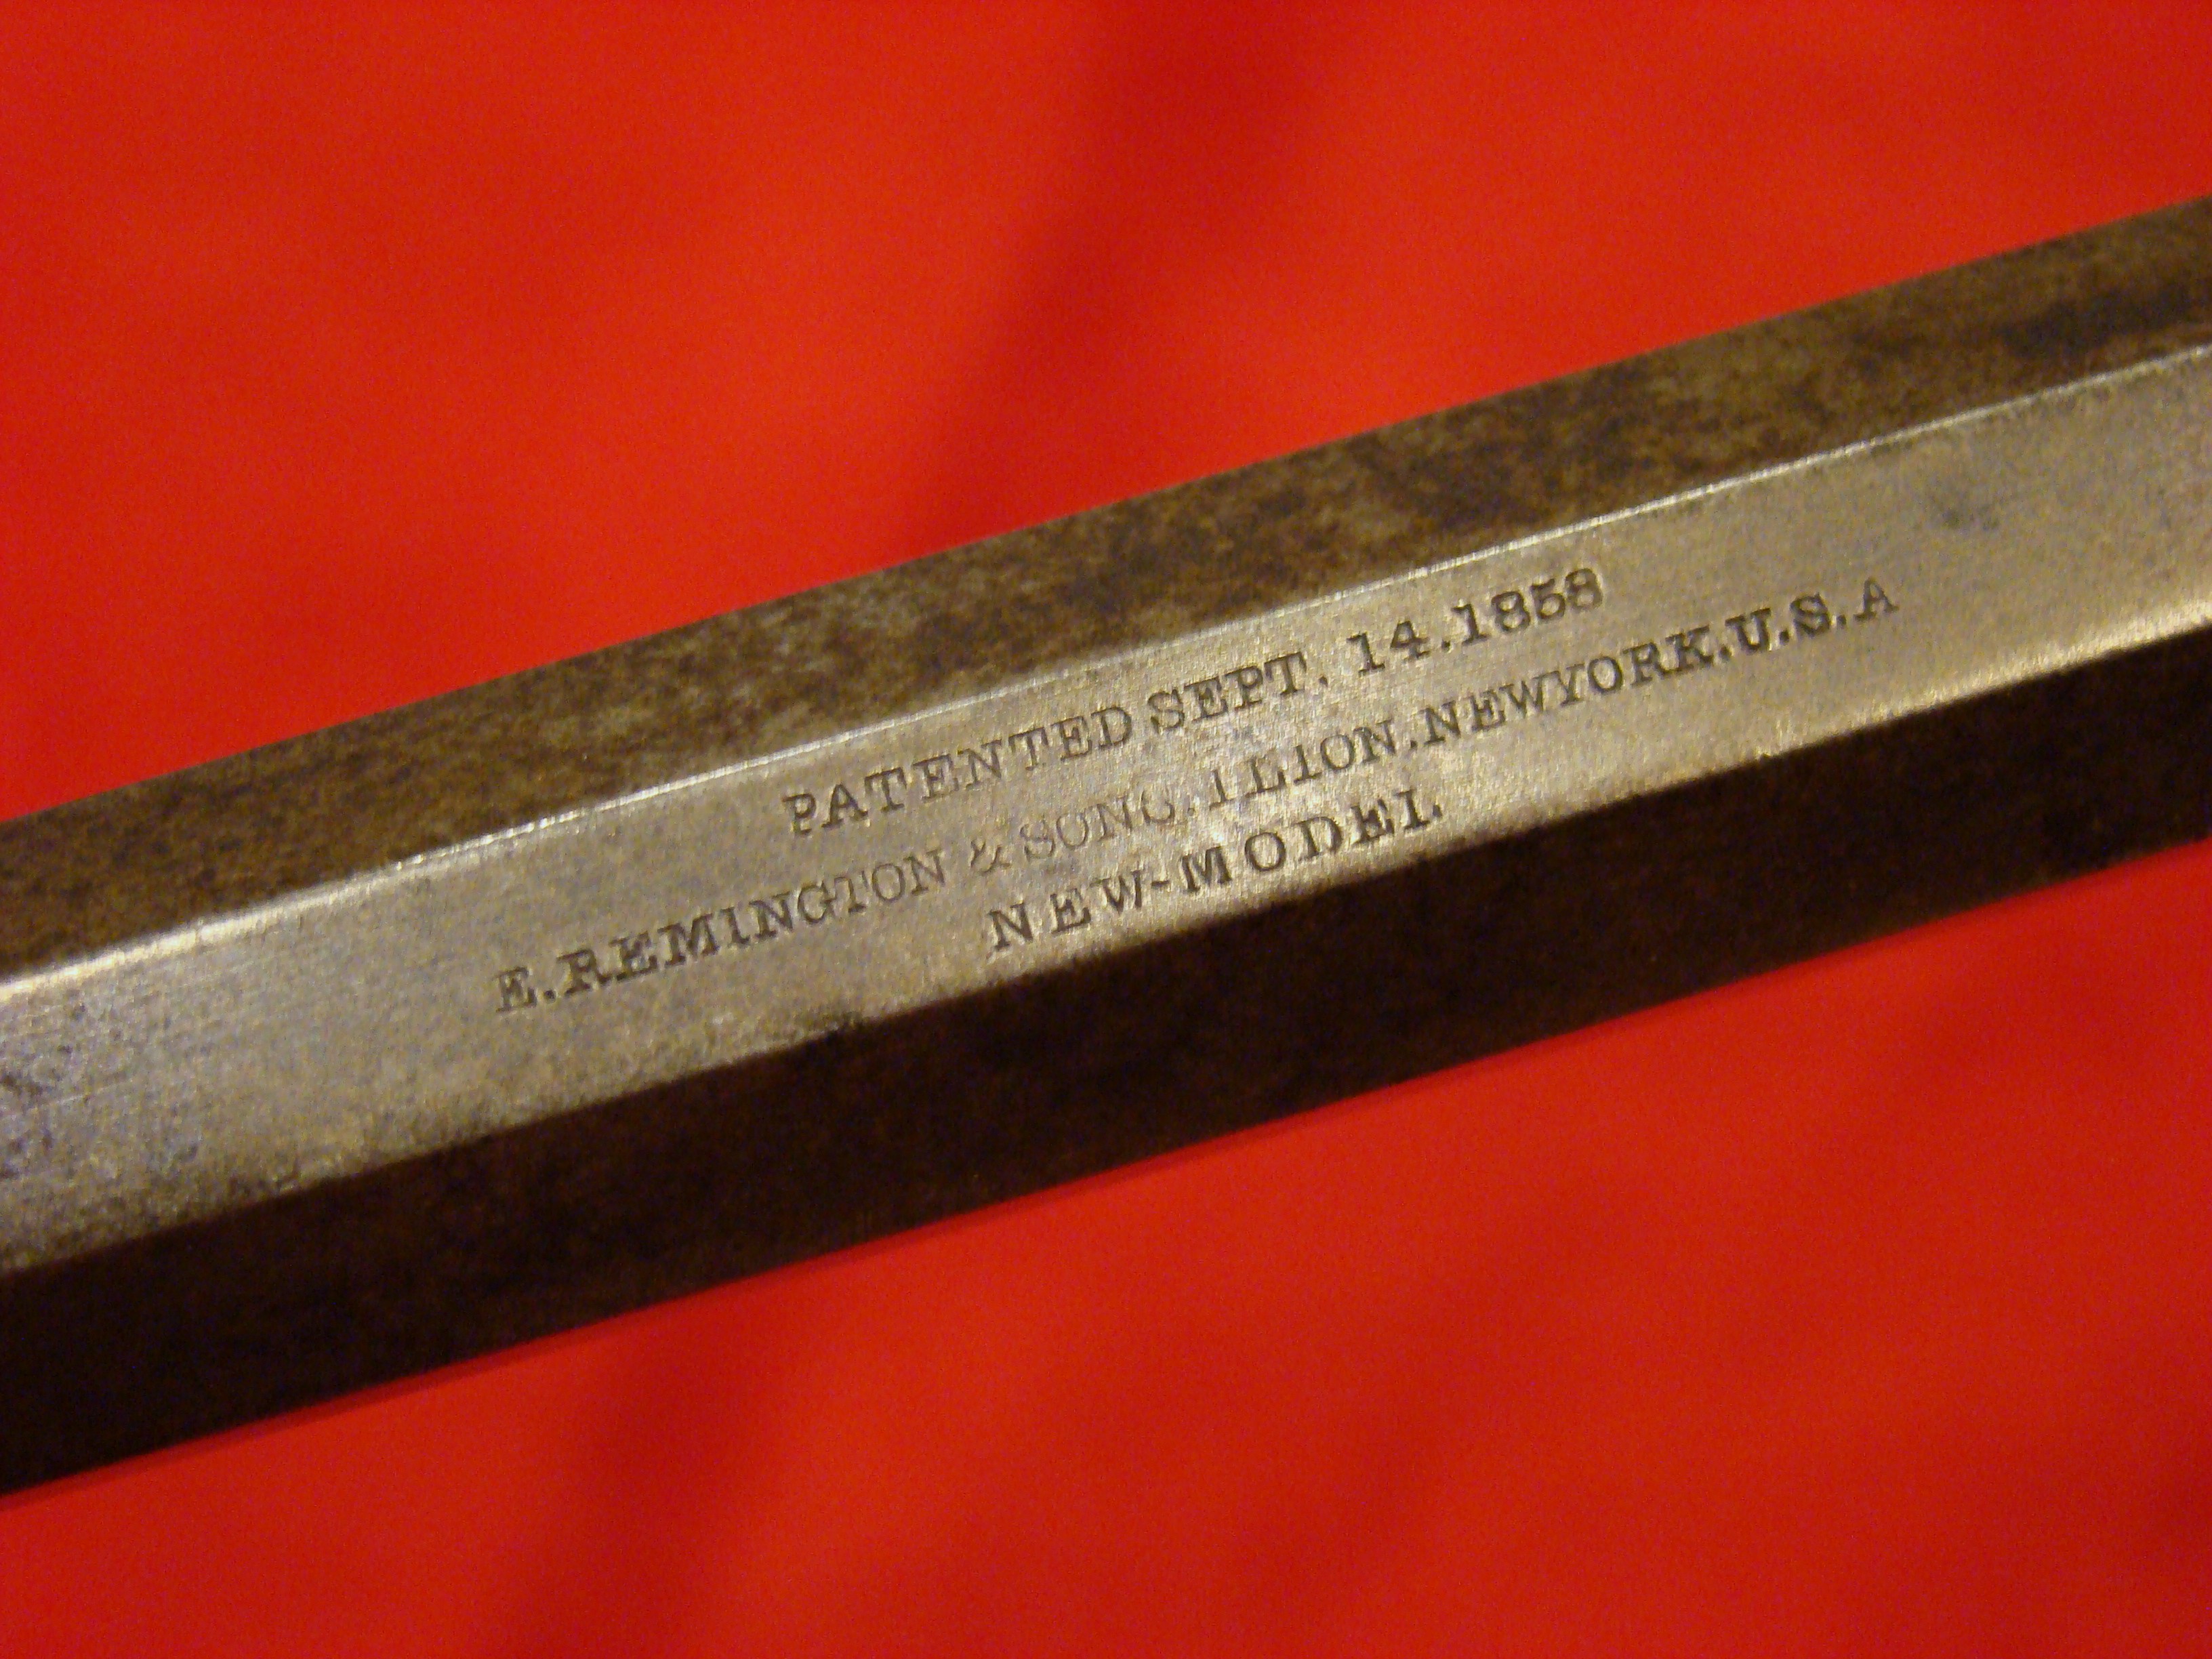 PATENTED SEPT. 14.1858
E.REMINGTON & SONS. ILION.NEWYORK.U.S.A
NEW-MODEL